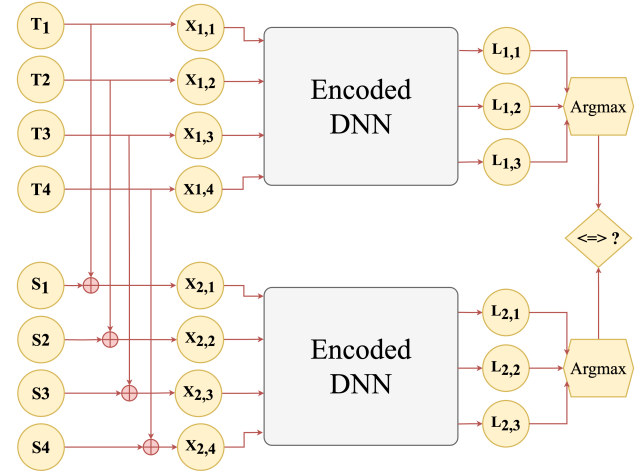 T1
X1,1
L1,1
T2
X1,2
Encoded
DNN
L1,2
Argmax
T3
X1,3
L1,3
T4
X1,4
<=> ?
S1
X2,1
L2,1
S2
X2,2
Encoded
DNN
L2,2
Argmax
S3
X2,3
L2,3
S4
X2,4